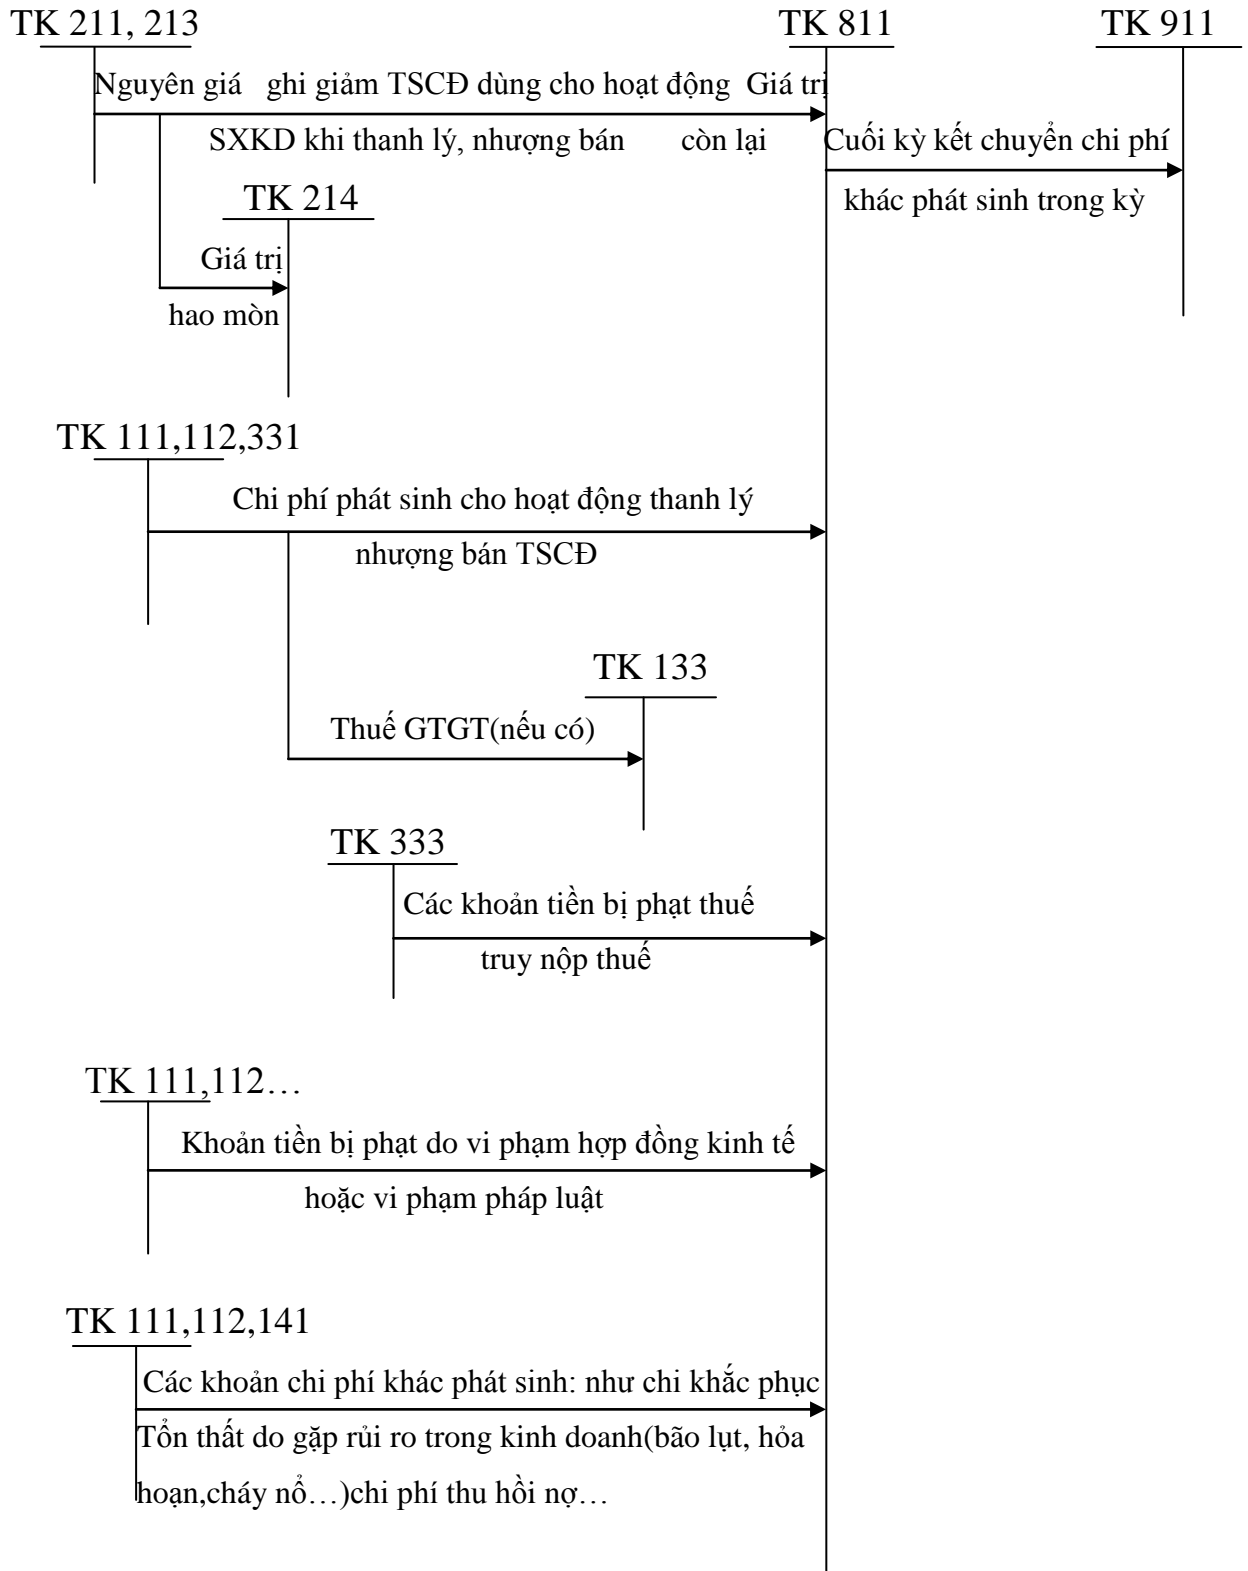 TK 211, 213
TK 811
TK 911
Nguyên giá ghi giảm TSCĐ dùng cho hoạt động Giá trị
SXKD khi thanh lý, nhượng bán còn lại
Cuối kỳ kết chuyển chi phí
khác phát sinh trong kỳ
TK 214
Giá trị
hao mòn
TK 111,112,331
Chi phí phát sinh cho hoạt động thanh lý
nhượng bán TSCĐ
TK 133
Thuế GTGT(nếu có)
TK 333
Các khoản tiền bị phạt thuế
truy nộp thuế
TK 111,112…
Khoản tiền bị phạt do vi phạm hợp đồng kinh tế
hoặc vi phạm pháp luật
TK 111,112,141
Các khoản chi phí khác phát sinh: như chi khắc phục
Tổn thất do gặp rủi ro trong kinh doanh(bão lụt, hỏa
hoạn,cháy nổ…)chi phí thu hồi nợ…